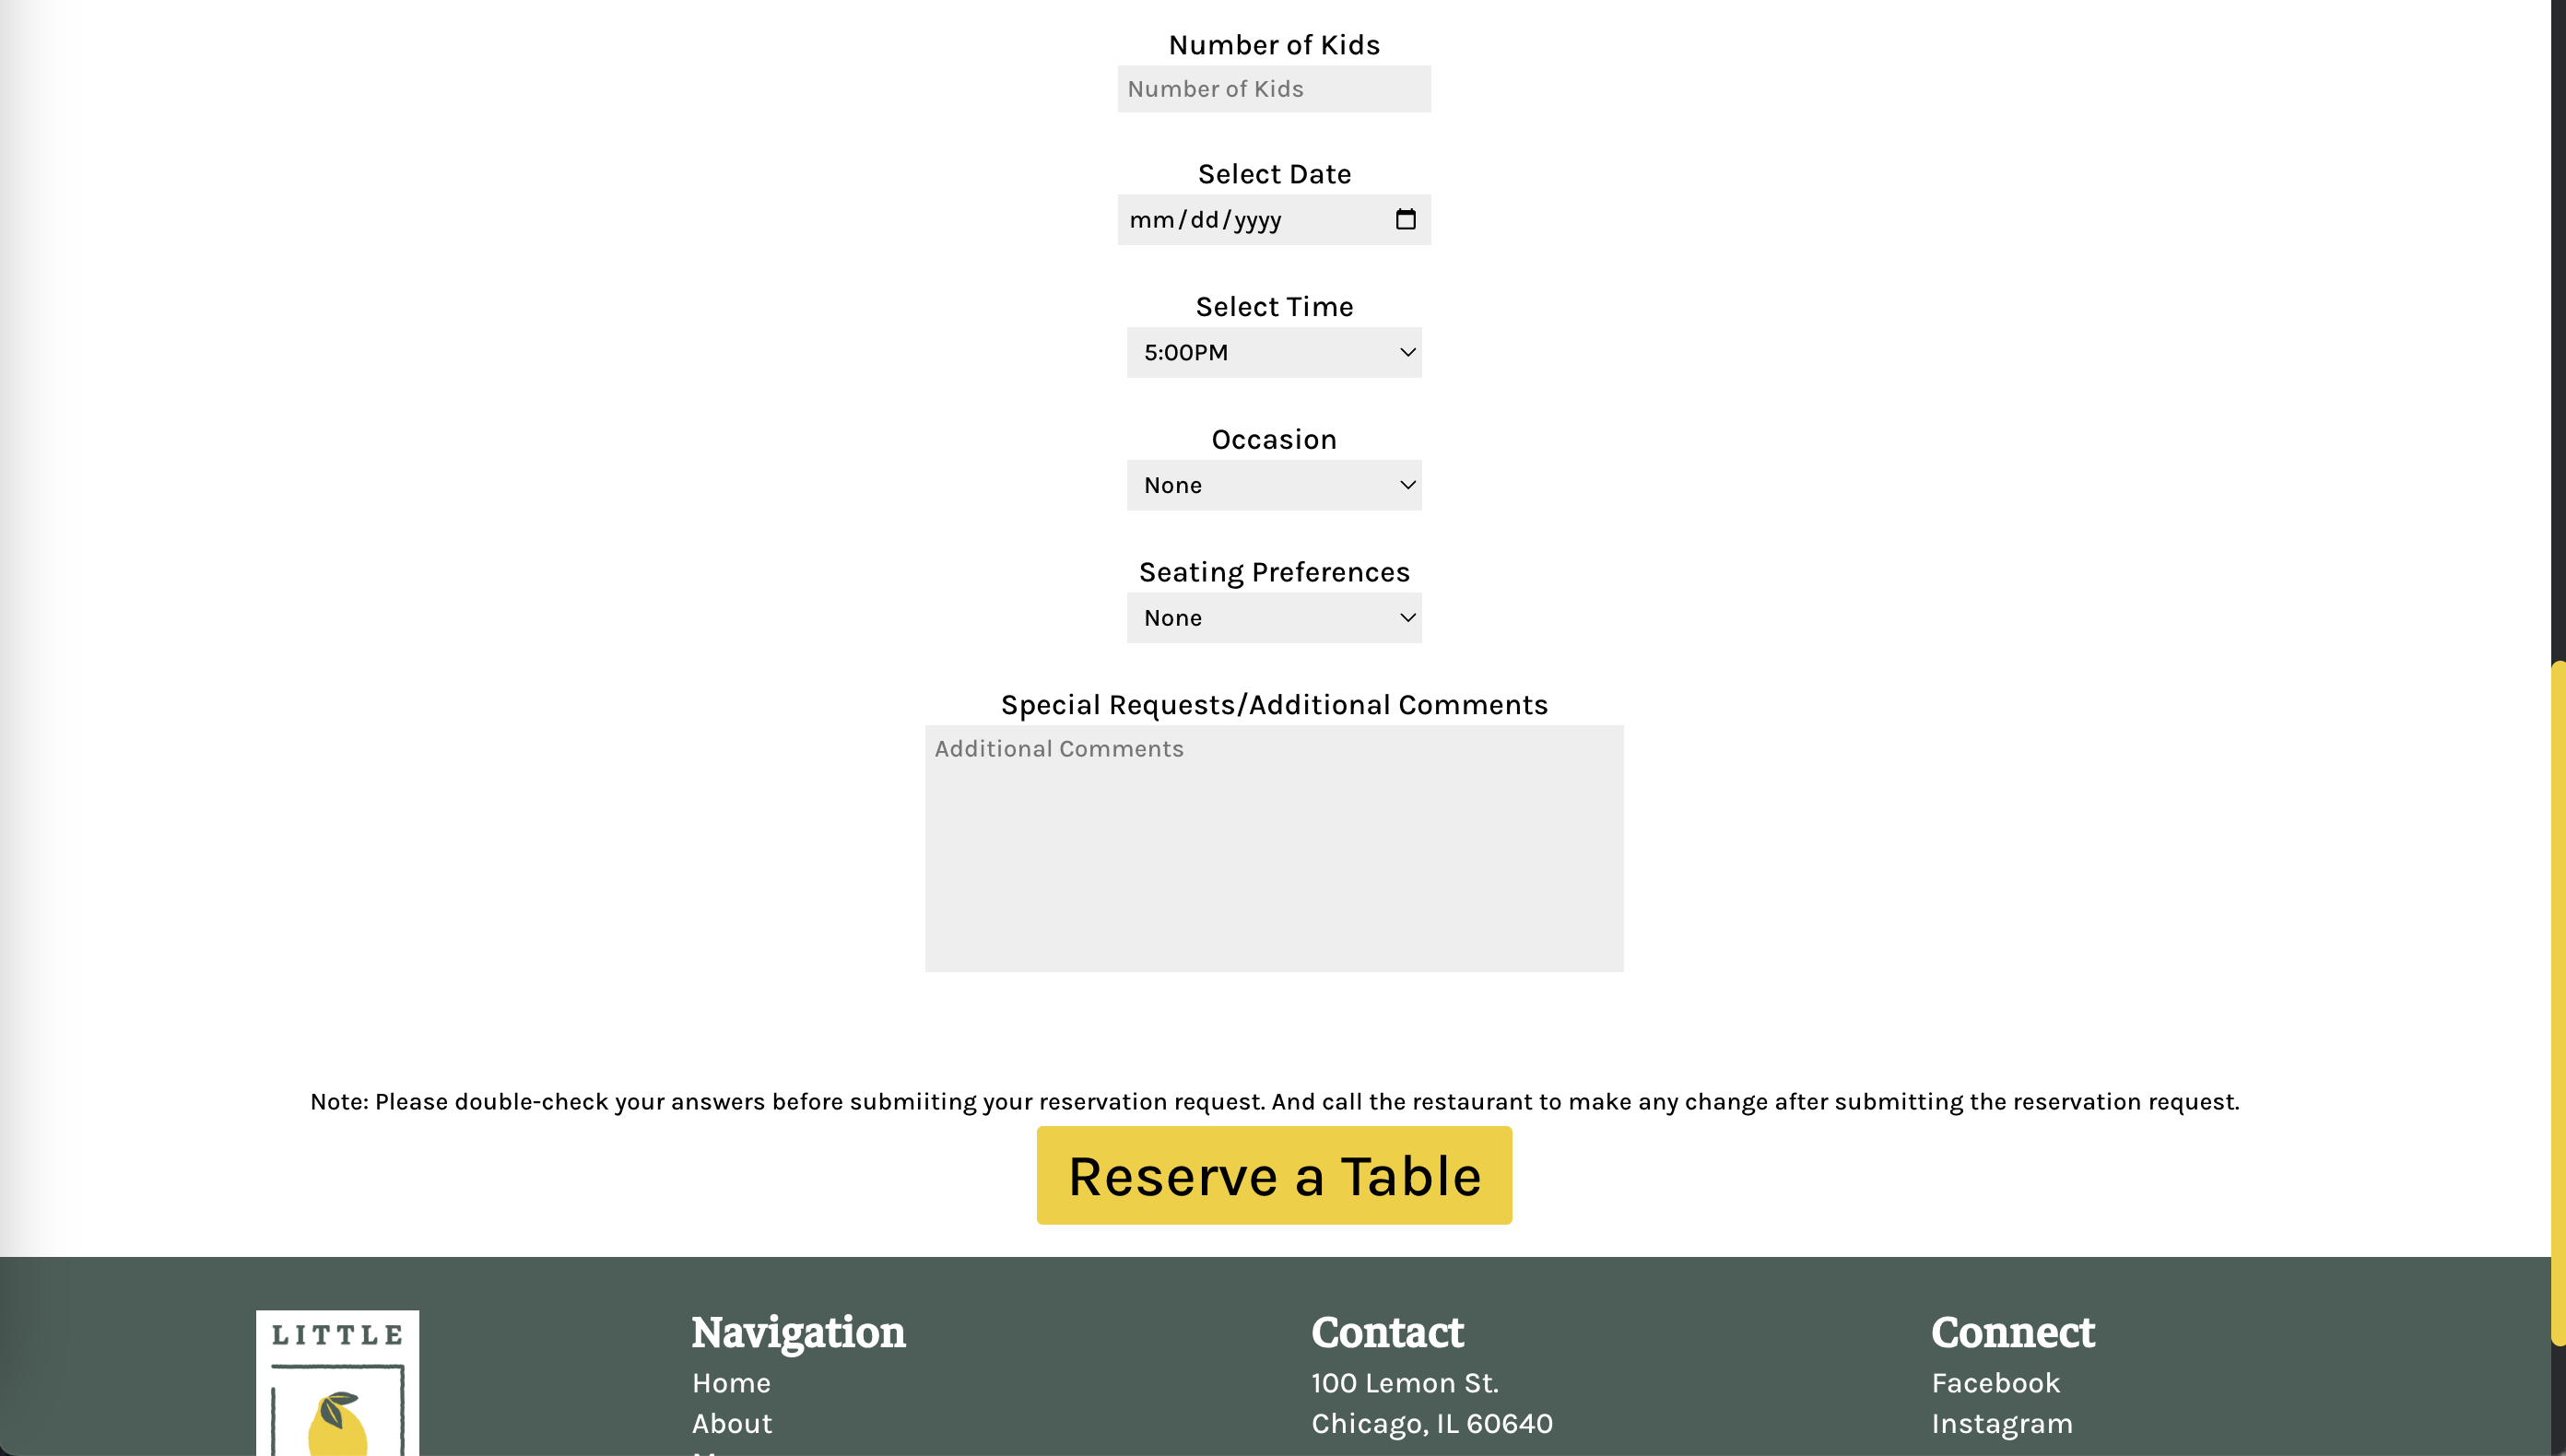 Number of Kids
Number of Kids
Select Date
mm/dd/yyyy
Select Time
5:00PM
Occasion
None
Seating Preferences
None
Special Requests/Additional Comments
Additional Comments
Note: Please double-check your answers before submiiting your reservation request. And call the restaurant to make any change after submitting the reservation request.
Reserve a Table
LITTLE
Navigation
Home
About
Contact
100 Lemon St.
Chicago, IL 60640
Connect
Facebook
Instagram